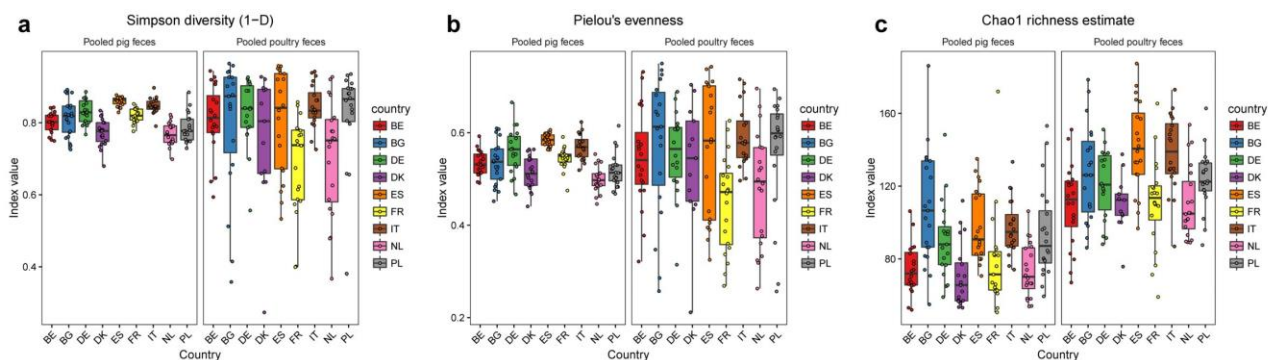 a
Simpson diversity (1−D)
Pooled pig feces
Pooled poultry feces
Index value
0.8
0.6
0.4
BE
BG
DE
DK
ES
FR
IT
NL
PL
BE
BG
DE
DK
ES
FR
IT
NL
PL
Country
country
BE
BG
DE
DK
ES
FR
IT
NL
PL
b
Pielou's evenness
Pooled pig feces
Pooled poultry feces
Index value
0.6
0.4
0.2
BE
BG
DE
DK
ES
FR
IT
NL
PL
BE
BG
DE
DK
ES
FR
IT
NL
PL
Country
country
BE
BG
DE
DK
ES
FR
IT
NL
PL
c
Chao1 richness estimate
Pooled pig feces
Pooled poultry feces
Index value
160
120
80
BE
BG
DE
DK
ES
FR
IT
NL
PL
BE
BG
DE
DK
ES
FR
IT
NL
PL
Country
country
BE
BG
DE
DK
ES
FR
IT
NL
PL